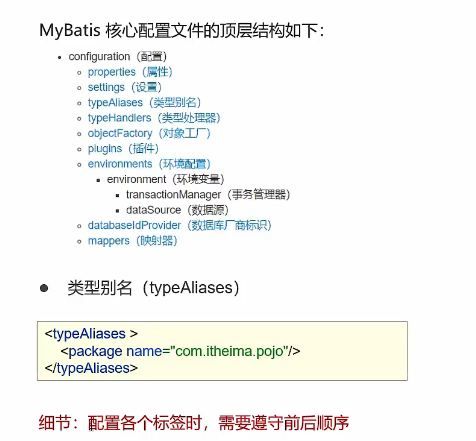 MyBatis 核心配置文件的顶层结构如下：
configuration（配置）
properties（属性）
settings（设置）
typeAliases（类型别名）
typeHandlers（类型处理器）
objectFactory（对象工厂）
plugins（插件）
environments（环境配置）
environment（环境变量）
transactionManager（事务管理器）
dataSource（数据源）
databaseIdProvider（数据库厂商标识）
mappers（映射器）
类型别名（typeAliases）
<typeAliases >
<package name="com.itheima.pojo"/>
</typeAliases>
细节：配置各个标签时，需要遵守前后顺序